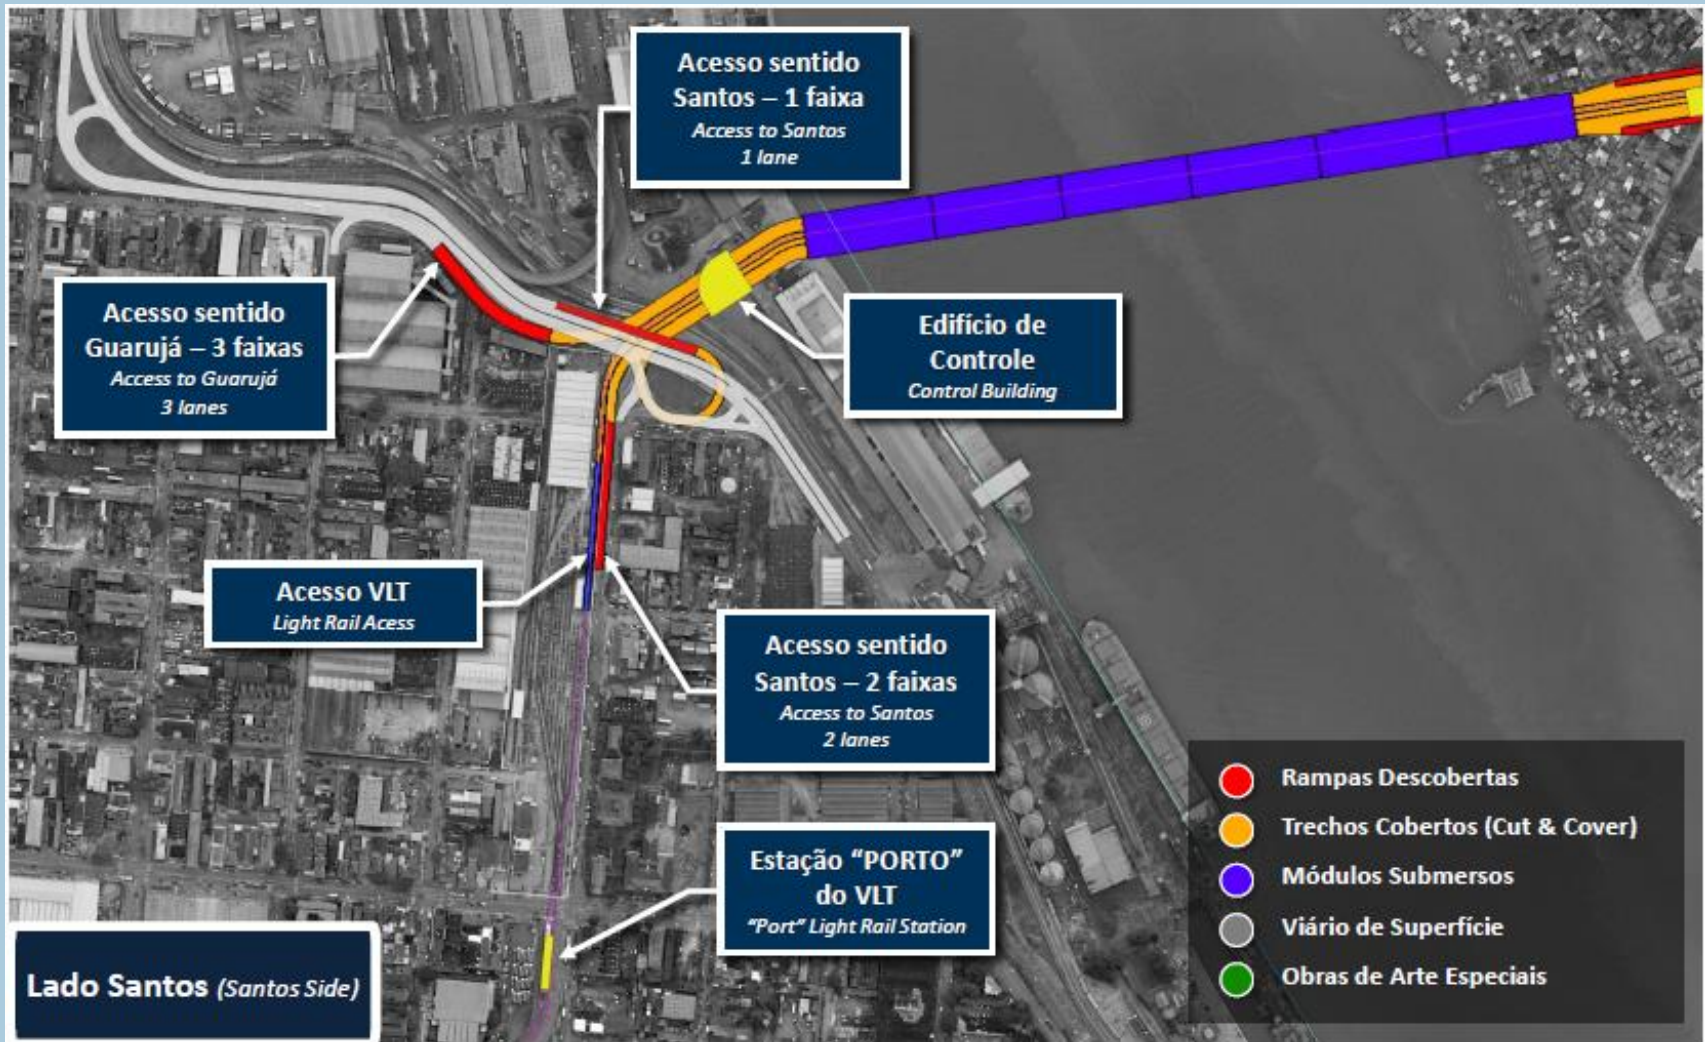 Acesso sentido
Santos – 1 faixa
Access to Santos
1 lane
Acesso sentido
Guarujá – 3 faixas
Access to Guarujá
3 lanes
Edifício de
Controle
Control Building
Acesso VLT
Light Rail Acess
Acesso sentido
Santos – 2 faixas
Access to Santos
2 lanes
Estação “PORTO”
do VLT
“Port” Light Rail Station
Lado Santos (Santos Side)
Rampas Descobertas
Trechos Cobertos (Cut & Cover)
Módulos Submersos
Viário de Superfície
Obras de Arte Especiais